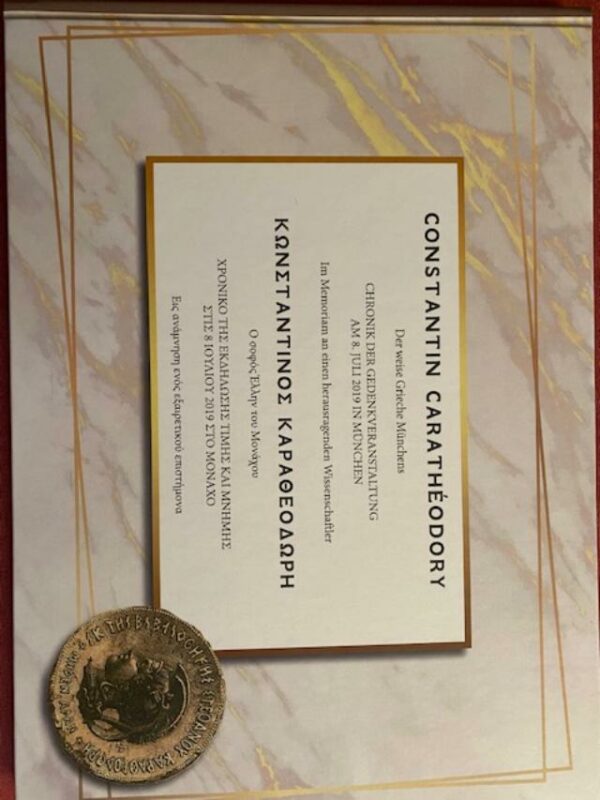 CONSTANTIN CARATHÉODORY
Der weise Grieche Münchens
CHRONIK DER GEDENKVERANSTALTUNG
AM 8. JULI 2019 IN MÜNCHEN
Im Memoriam an einen herausragenden Wissenschaftler
ΚΩΝΣΤΑΝΤΙΝΟΣ ΚΑΡΑΘΕΟΔΩΡΗ
Ο σοφός Έλλην του Μονάχου
ΧΡΟΝΙΚΟ ΤΗΣ ΕΚΔΗΛΩΣΗΣ ΤΙΜΗΣ ΚΑΙ ΜΝΗΜΗΣ
ΣΤΙΣ 8 ΙΟΥΛΙΟΥ 2019 ΣΤΟ ΜΟΝΑΧΟ
Εις ανάμνηση ενός εξαιρετικού επιστήμονα